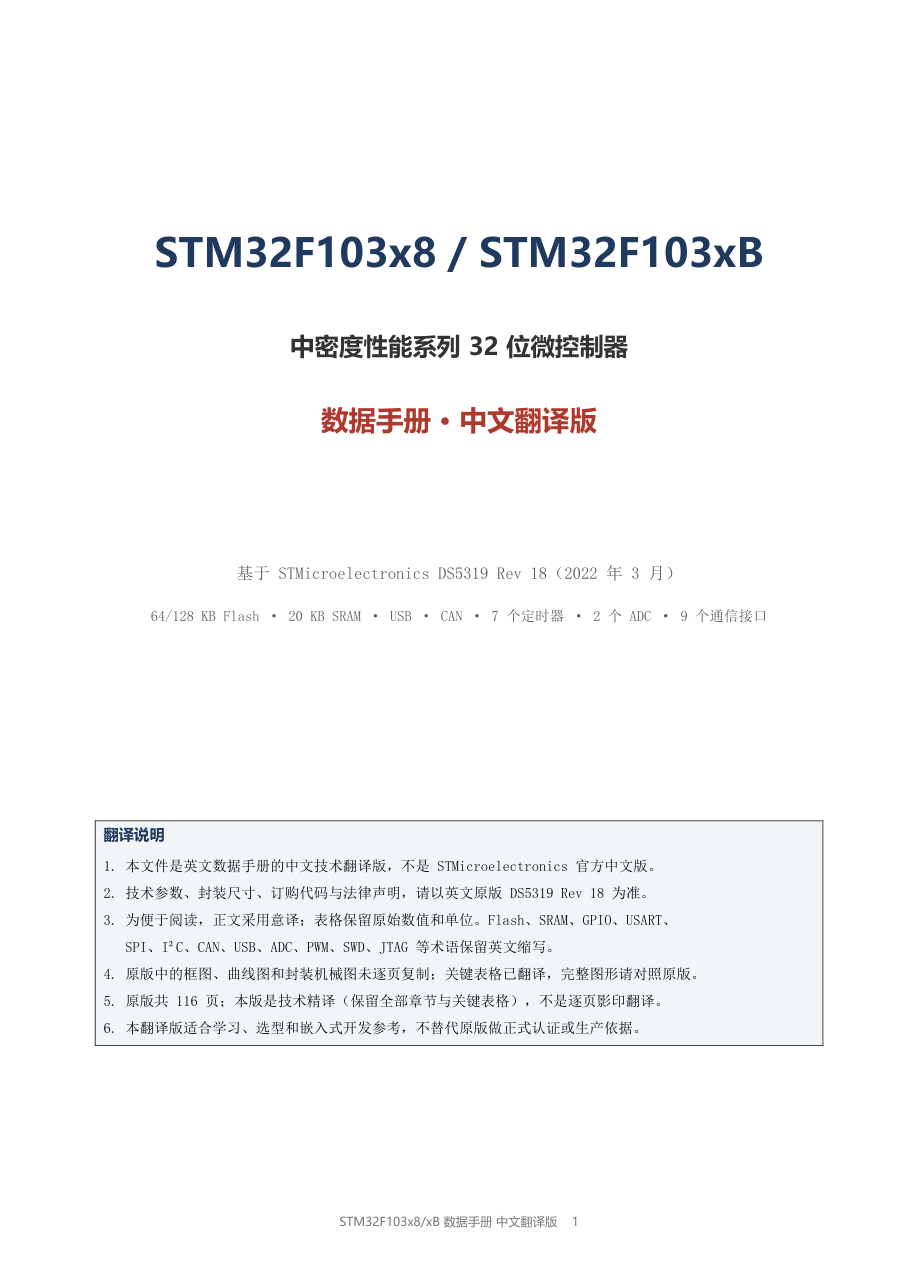 STM32F103x8 / STM32F103xB
中密度性能系列 32 位微控制器
数据手册 · 中文翻译版
基于 STMicroelectronics DS5319 Rev 18（2022 年 3 月）
64/128 KB Flash · 20 KB SRAM · USB · CAN · 7 个定时器 · 2 个 ADC · 9 个通信接口
翻译说明
1. 本文件是英文数据手册的中文技术翻译版，不是 STMicroelectronics 官方中文版。
2. 技术参数、封装尺寸、订购代码与法律声明，请以英文原版 DS5319 Rev 18 为准。
3. 为便于阅读，正文采用意译；表格保留原始数值和单位。Flash、SRAM、GPIO、USART、
SPI、I²C、CAN、USB、ADC、PWM、SWD、JTAG 等术语保留英文缩写。
4. 原版中的框图、曲线图和封装机械图未逐页复制；关键表格已翻译，完整图形请对照原版。
5. 原版共 116 页；本版是技术精译（保留全部章节与关键表格），不是逐页影印翻译。
6. 本翻译版适合学习、选型和嵌入式开发参考，不替代原版做正式认证或生产依据。
STM32F103x8/xB 数据手册 中文翻译版 1